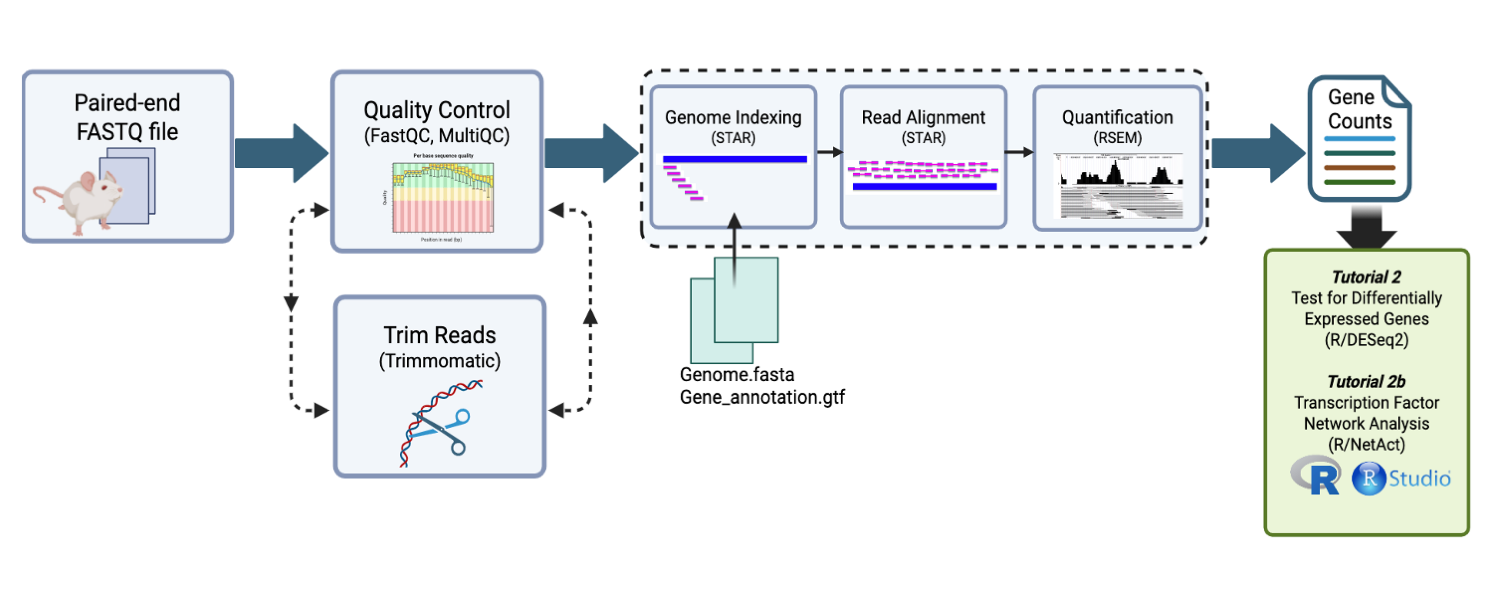 Paired-end
FASTQ file
Quality Control
(FastQC, MultiQC)
Per base sequence quality
Quality
Position in read (bp)
Trim Reads
(Trimmomatic)
Genome Indexing
(STAR)
Read Alignment
(STAR)
Quantification
(RSEM)
Genome.fasta
Gene_annotation.gtf
Gene
Counts
Tutorial 2
Test for Differentially
Expressed Genes
(R/DESeq2)
Tutorial 2b
Transcription Factor
Network Analysis
(R/NetAct)
R
R Studio